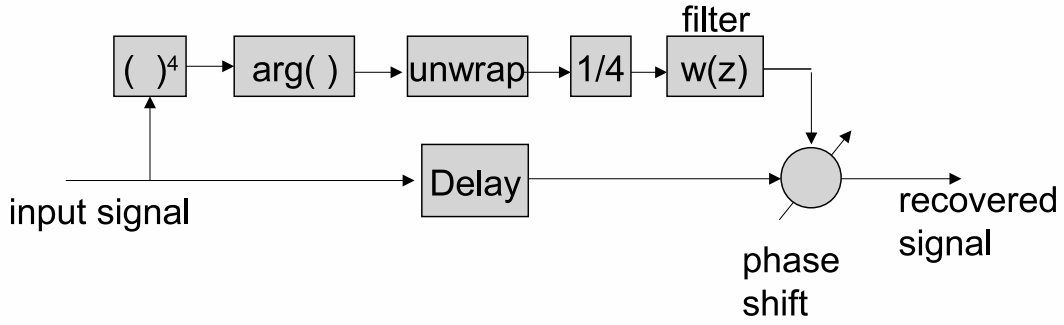 filter
( )⁴
arg( )
unwrap
1/4
w(z)
Delay
input signal
recovered
signal
phase
shift